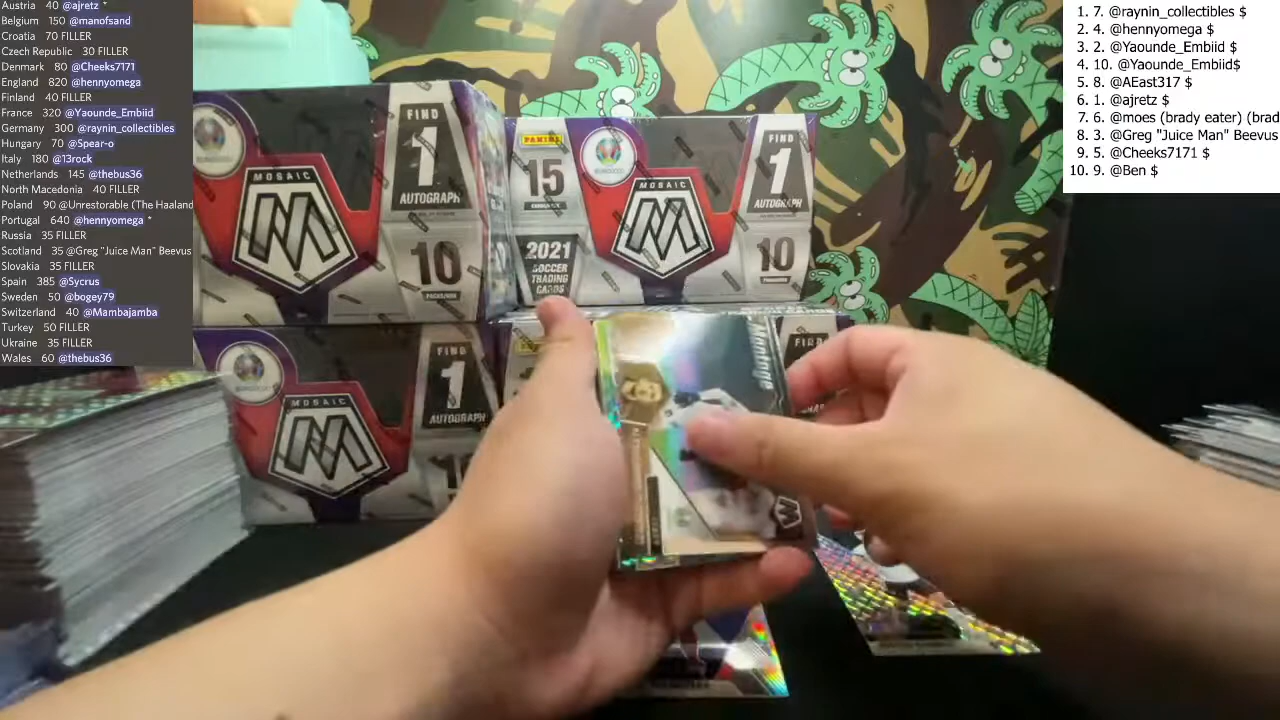 Austria 40 @ajretz *
Belgium 150 @manofsand
Croatia 70 FILLER
Czech Republic 30 FILLER
Denmark 80 @Cheeks7171
England 820 @hennyomega
Finland 40 FILLER
France 320 @Yaounde_Embiid
Germany 300 @raynin_collectibles
Hungary 70 @Spear-o
Italy 180 @13rock
Netherlands 145 @thebus36
North Macedonia 40 FILLER
Poland 90 @Unrestorable (The Haaland
Portugal 640 @hennyomega *
Russia 35 FILLER
Scotland 35 @Greg "Juice Man" Beevus
Slovakia 35 FILLER
Spain 385 @Sycrus
Sweden 50 @bogey79
Switzerland 40 @Mambajamba
Turkey 50 FILLER
Ukraine 35 FILLER
Wales 60 @thebus36
1. 7. @raynin_collectibles $
2. 4. @hennyomega $
3. 2. @Yaounde_Embiid $
4. 10. @Yaounde_Embiid$
5. 8. @AEast317 $
6. 1. @ajretz $
7. 6. @moes (brady eater) (brad
8. 3. @Greg "Juice Man" Beevus
9. 5. @Cheeks7171 $
10. 9. @Ben $
FIND
1
AUTOGRAPH
MOSAIC
10
PANINI
15
MOSAIC
2021
SOCCER
TRADING
CARDS
FIND
1
AUTOGRAPH
10
MOSAIC
FIND
1
AUTOGRAPH
Montage